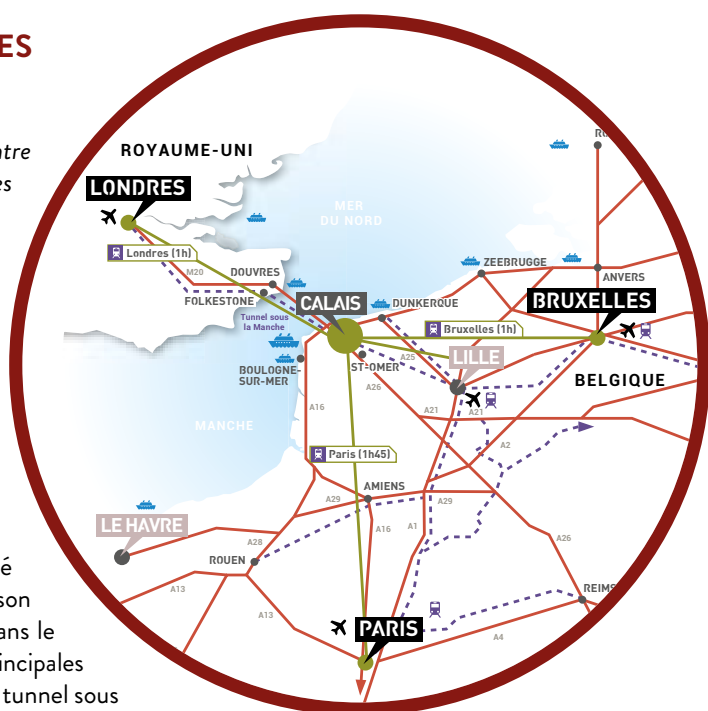 ES
ntre
es
ROYAUME-UNI
LONDRES
MER
DU NORD
Londres (1h)
M20
DOUVRES
FOLKESTONE
Tunnel sous
la Manche
CALAIS
DUNKERQUE
ZEEBRUGGE
ANVERS
BRUXELLES
Bruxelles (1h)
BELGIQUE
LILLE
A25
ST-OMER
BOULOGNE-
SUR-MER
A26
A16
A21
A21
A2
MANCHE
Paris (1h45)
AMIENS
A29
A29
A16
A1
LE HAVRE
A28
ROUEN
A26
A13
A13
REIMS
PARIS
A4
é
son
ans le
incipales
tunnel sous